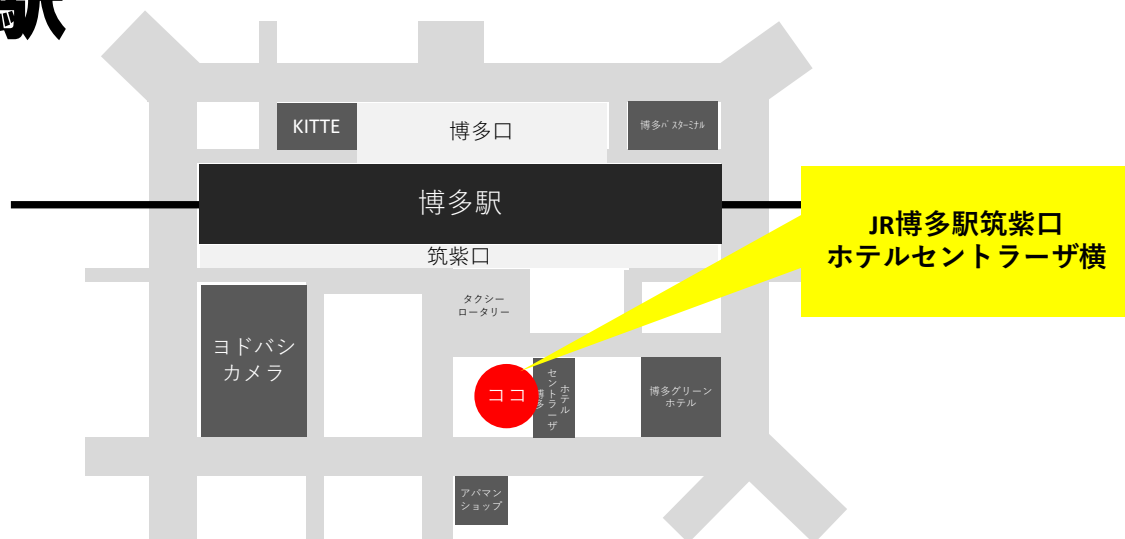 駅
KITTE
博多口
博多ﾊﾞｽﾀｰﾐﾅﾙ
博多駅
JR博多駅筑紫口
ホテルセントラーザ横
筑紫口
タクシー
ロータリー
ヨドバシ
カメラ
ココ
ホテル
セントラーザ
博多
博多グリーン
ホテル
アパマン
ショップ